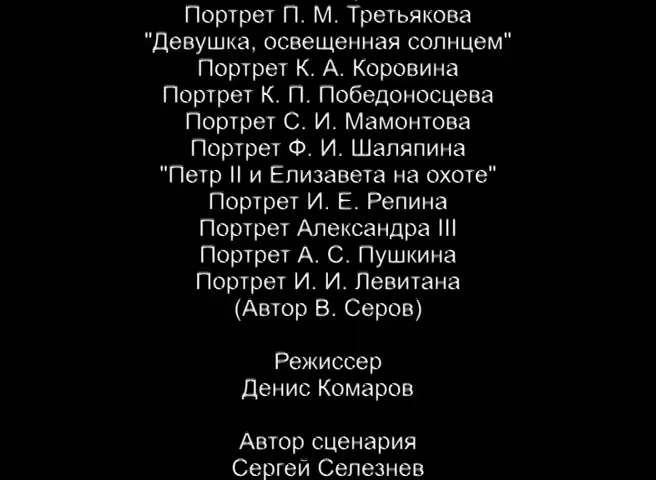 Портрет П. М. Третьякова
"Девушка, освещенная солнцем"
Портрет К. А. Коровина
Портрет К. П. Победоносцева
Портрет С. И. Мамонтова
Портрет Ф. И. Шаляпина
"Петр II и Елизавета на охоте"
Портрет И. Е. Репина
Портрет Александра III
Портрет А. С. Пушкина
Портрет И. И. Левитана
(Автор В. Серов)
Режиссер
Денис Комаров
Автор сценария
Сергей Селезнев